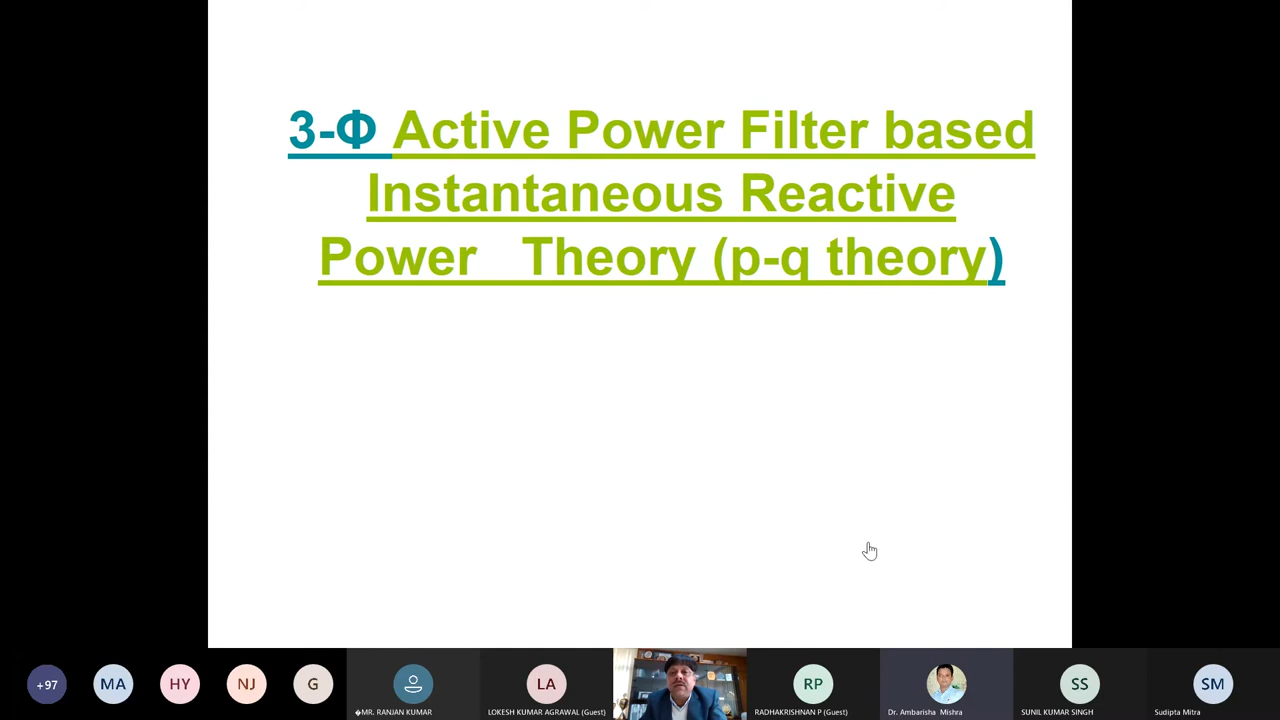 3-Φ Active Power Filter based
Instantaneous Reactive
Power Theory (p-q theory)
+97
MA
HY
NJ
G
�MR. RANJAN KUMAR
LA
LOKESH KUMAR AGRAWAL (Guest)
RP
RADHAKRISHNAN P (Guest)
Dr. Ambarisha Mishra
SS
SUNIL KUMAR SINGH
SM
Sudipta Mitra